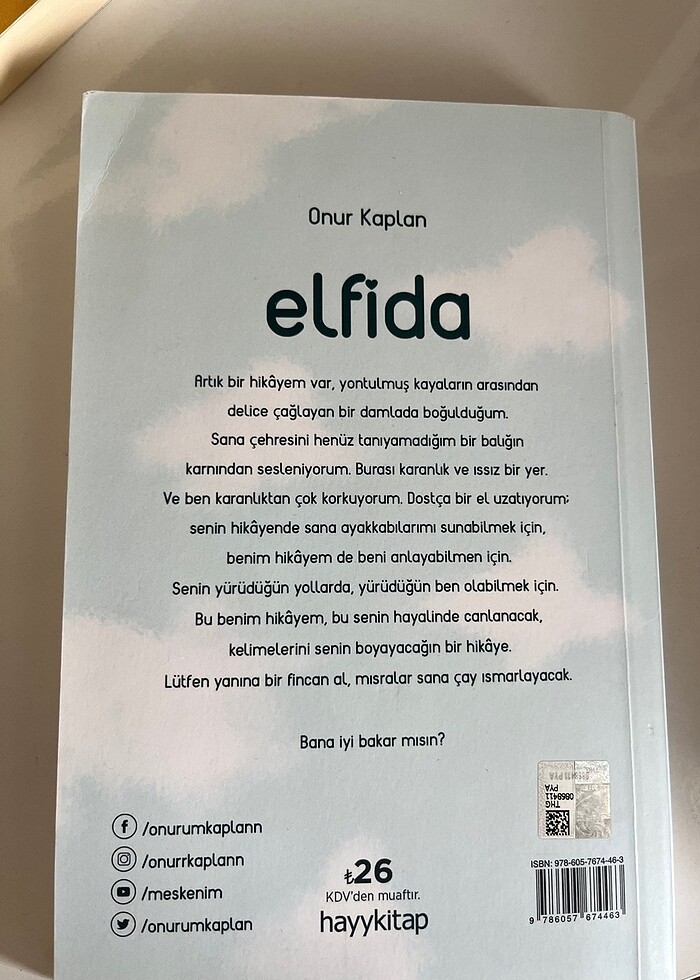 Onur Kaplan
elfida
Artık bir hikâyem var, yontulmuş kayaların arasından
delice çağlayan bir damlada boğulduğum.
Sana çehresini henüz tanıyamadığım bir balığın
karnından sesleniyorum. Burası karanlık ve ıssız bir yer.
Ve ben karanlıktan çok korkuyorum. Dostça bir el uzatıyorum;
senin hikâyende sana ayakkabılarımı sunabilmek için,
benim hikâyem de beni anlayabilmen için.
Senin yürüdüğün yollarda, yürüdüğün ben olabilmek için.
Bu benim hikâyem, bu senin hayalinde canlanacak,
kelimelerini senin boyayacağın bir hikâye.
Lütfen yanına bir fincan al, mısralar sana çay ısmarlayacak.
Bana iyi bakar mısın?
/onurumkaplann
/onurrkaplann
/meskenim
/onurumkaplan
₺26
KDV'den muaftır.
hayykitap
THG
0868411
PYA
ISBN: 978-605-7674-46-3
9 786057 674463